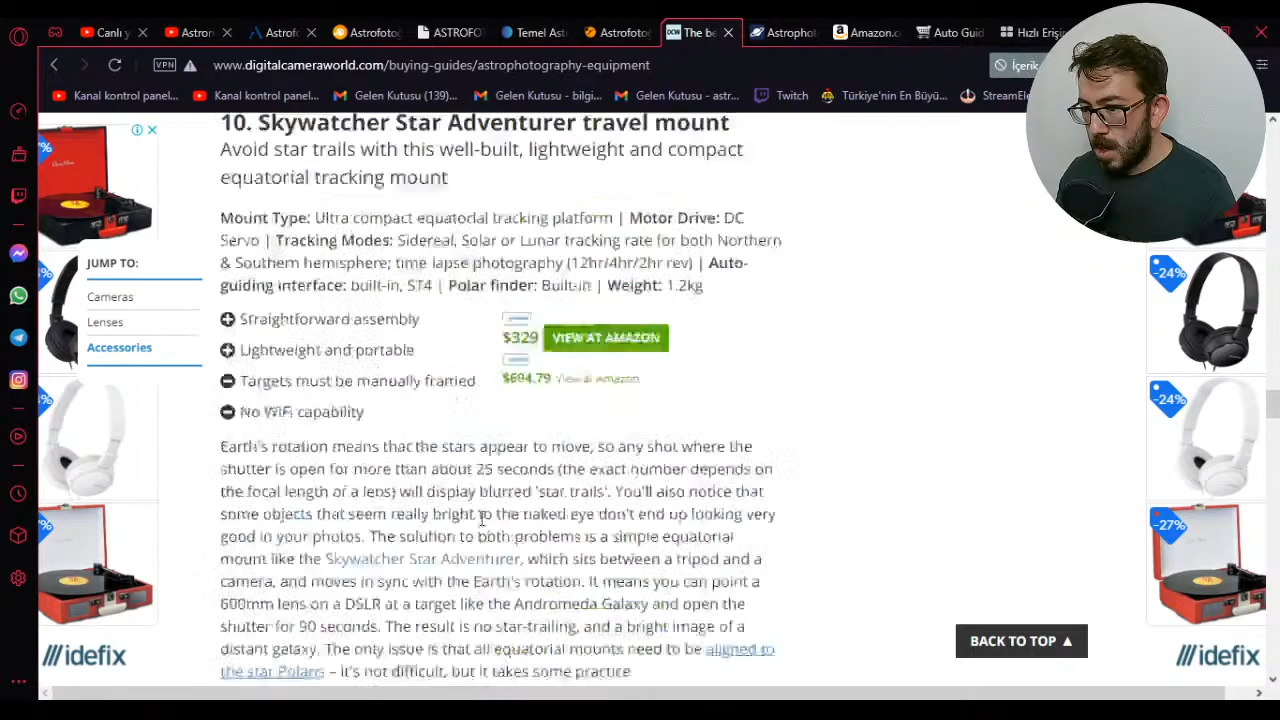 Canlı y
Astron
Astrof
Astrofoto
ASTROFOT
Temel Ast
Astrofoto
DCW
The be
Astrophot
Amazon.c
Auto Guid
Hızlı Erişin
VPN
www.digitalcameraworld.com/buying-guides/astrophotography-equipment
İçerik
Kanal kontrol panel...
Kanal kontrol panel...
Gelen Kutusu (139)...
Gelen Kutusu - bilgi...
Gelen Kutusu - astr...
Twitch
Türkiye'nin En Büyü...
StreamEle
10. Skywatcher Star Adventurer travel mount
Avoid star trails with this well-built, lightweight and compact
equatorial tracking mount
Mount Type: Ultra compact equatorial tracking platform | Motor Drive: DC
Servo | Tracking Modes: Sidereal, Solar or Lunar tracking rate for both Northern
& Southern hemisphere; time lapse photography (12hr/4hr/2hr rev) | Auto-
guiding interface: built-in, ST4 | Polar finder: Built-in | Weight: 1.2kg
JUMP TO:
Cameras
Lenses
Accessories
Straightforward assembly
Lightweight and portable
Targets must be manually framed
No WiFi capability
$329
VIEW AT AMAZON
$694.79 View at Amazon
Earth's rotation means that the stars appear to move, so any shot where the
shutter is open for more than about 25 seconds (the exact number depends on
the focal length of a lens) will display blurred 'star trails'. You'll also notice that
some objects that seem really bright to the naked eye don't end up looking very
good in your photos. The solution to both problems is a simple equatorial
mount like the Skywatcher Star Adventurer, which sits between a tripod and a
camera, and moves in sync with the Earth's rotation. It means you can point a
600mm lens on a DSLR at a target like the Andromeda Galaxy and open the
shutter for 90 seconds. The result is no star-trailing, and a bright image of a
distant galaxy. The only issue is that all equatorial mounts need to be aligned to
the star Polaris – it's not difficult, but it takes some practice
BACK TO TOP ▲
-24%
-24%
-27%
idefix
idefix